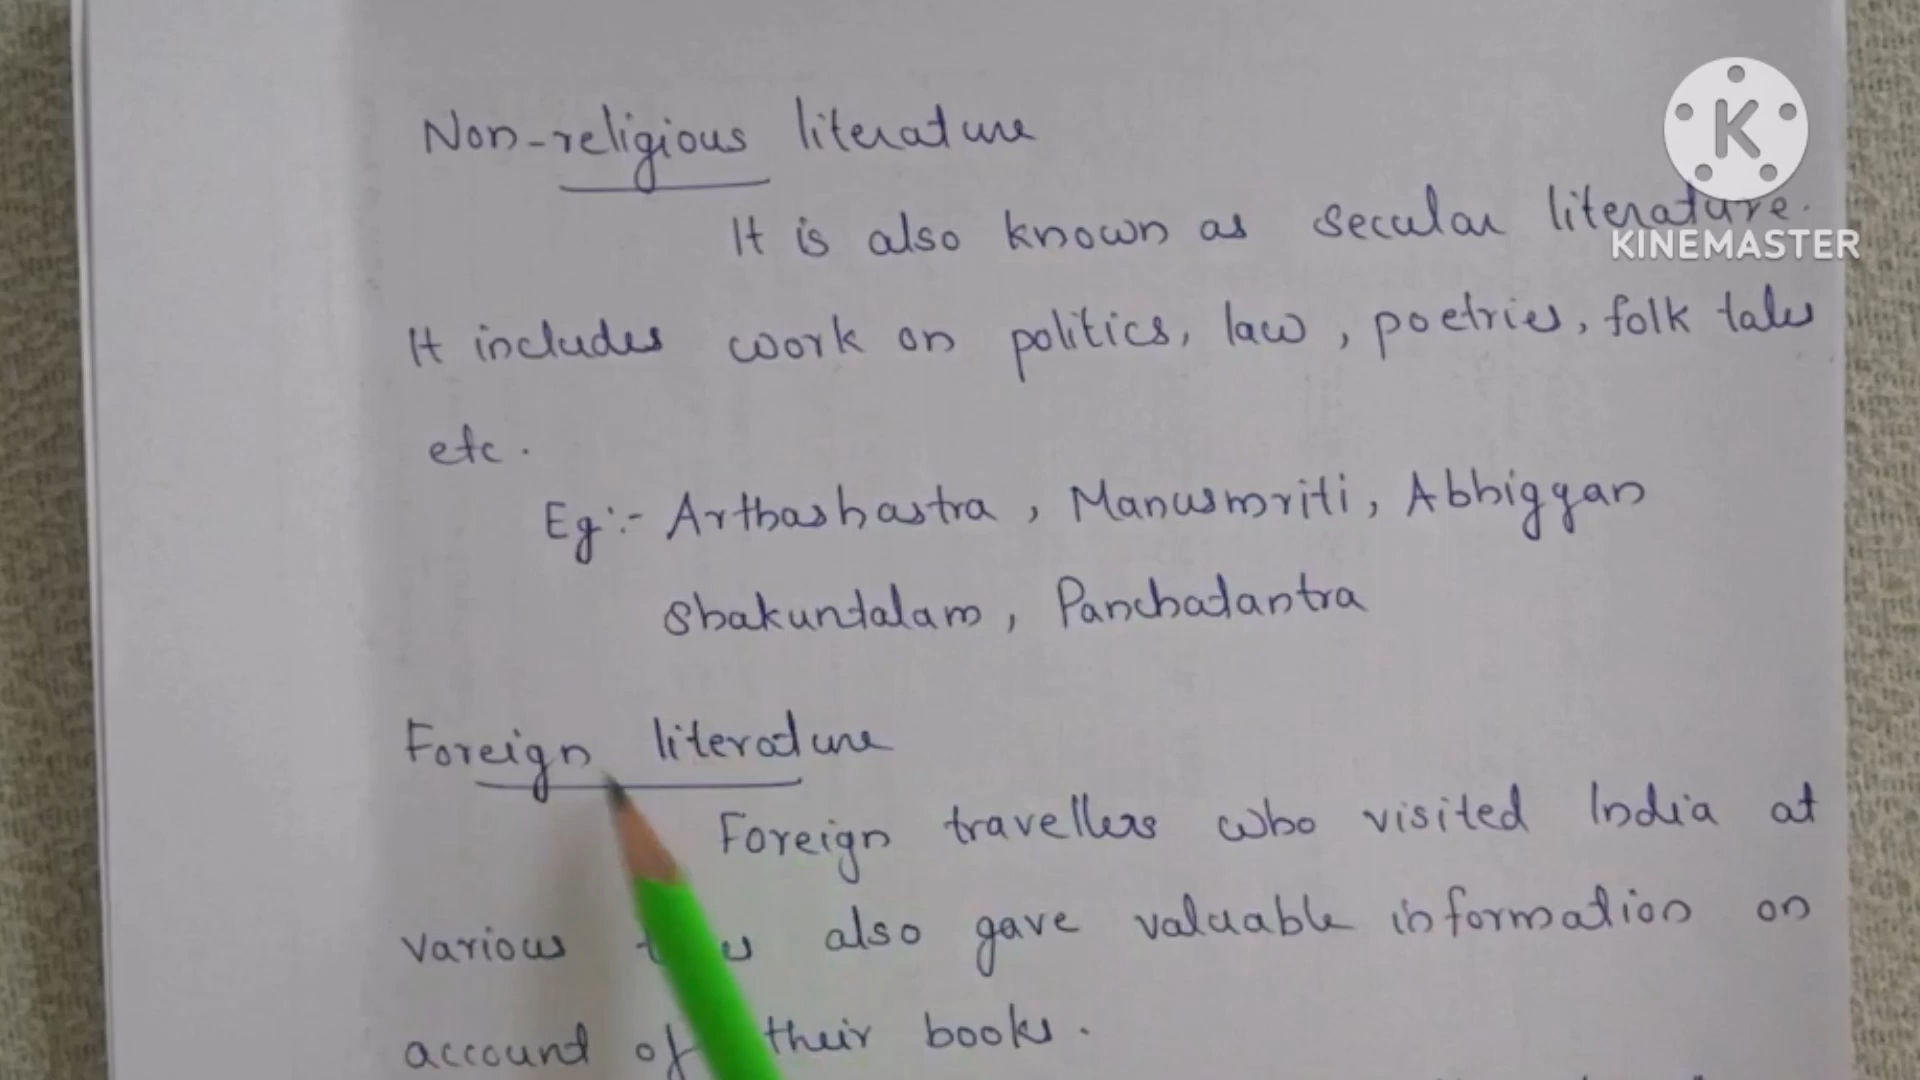 Non-religious literature
It is also known as secular literature.
It includes work on politics, law, poetries, folk tales
etc.
Eg:- Arthashastra, Manusmriti, Abhiggan
Shakuntalam, Panchatantra
Foreign literature
Foreign travellers who visited India at
various also gave valuable information on
account of their books.
K
KINEMASTER